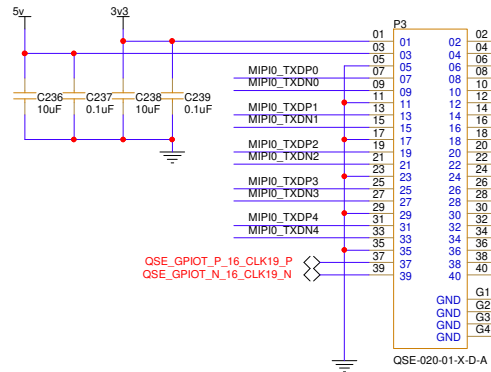 5v 3v3 P3
01 01 02 02
03 03 04 04
05 05 06 06
MIPI0_TXDP0 07 07 08 08
MIPI0_TXDN0 09 09 10 10
11 11 12 12
MIPI0_TXDP1 13 13 14 14
MIPI0_TXDN1 15 15 16 16
17 17 18 18
MIPI0_TXDP2 19 19 20 20
MIPI0_TXDN2 21 21 22 22
23 23 24 24
MIPI0_TXDP3 25 25 26 26
MIPI0_TXDN3 27 27 28 28
29 29 30 30
MIPI0_TXDP4 31 31 32 32
MIPI0_TXDN4 33 33 34 34
35 35 36 36
QSE_GPIOT_P_16_CLK19_P 37 37 38 38
QSE_GPIOT_N_16_CLK19_N 39 39 40 40
C236 C237 C238 C239
10uF 0.1uF 10uF 0.1uF
GND G1
GND G2
GND G3
GND G4
QSE-020-01-X-D-A